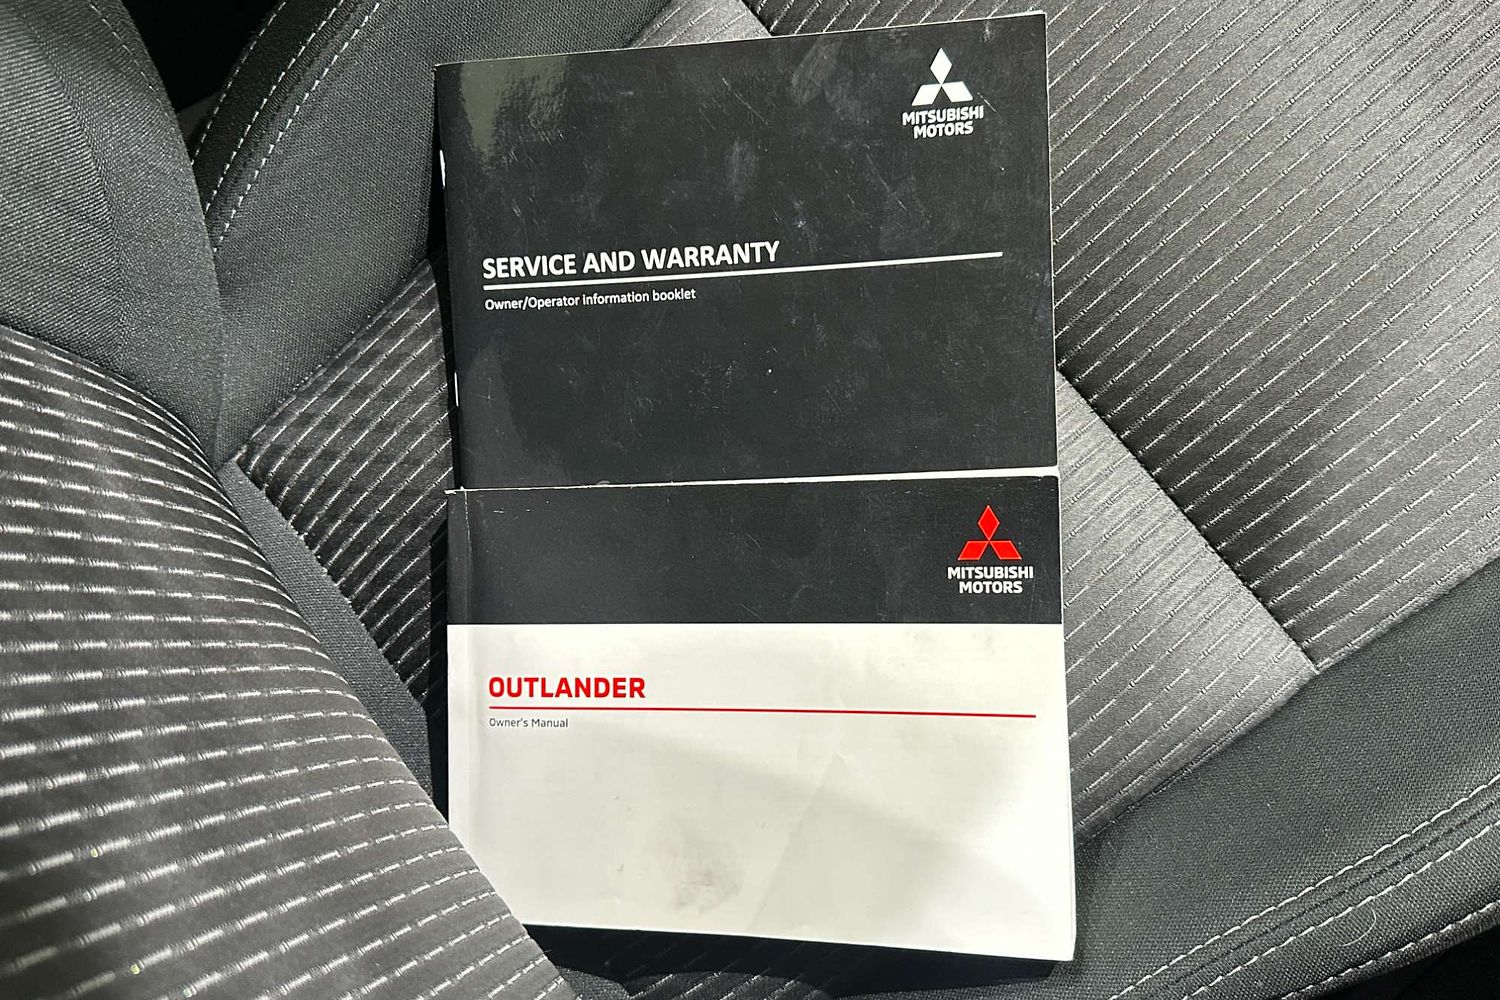 MITSUBISHI
MOTORS
SERVICE AND WARRANTY
Owner/Operator information booklet
MITSUBISHI
MOTORS
OUTLANDER
Owner's Manual